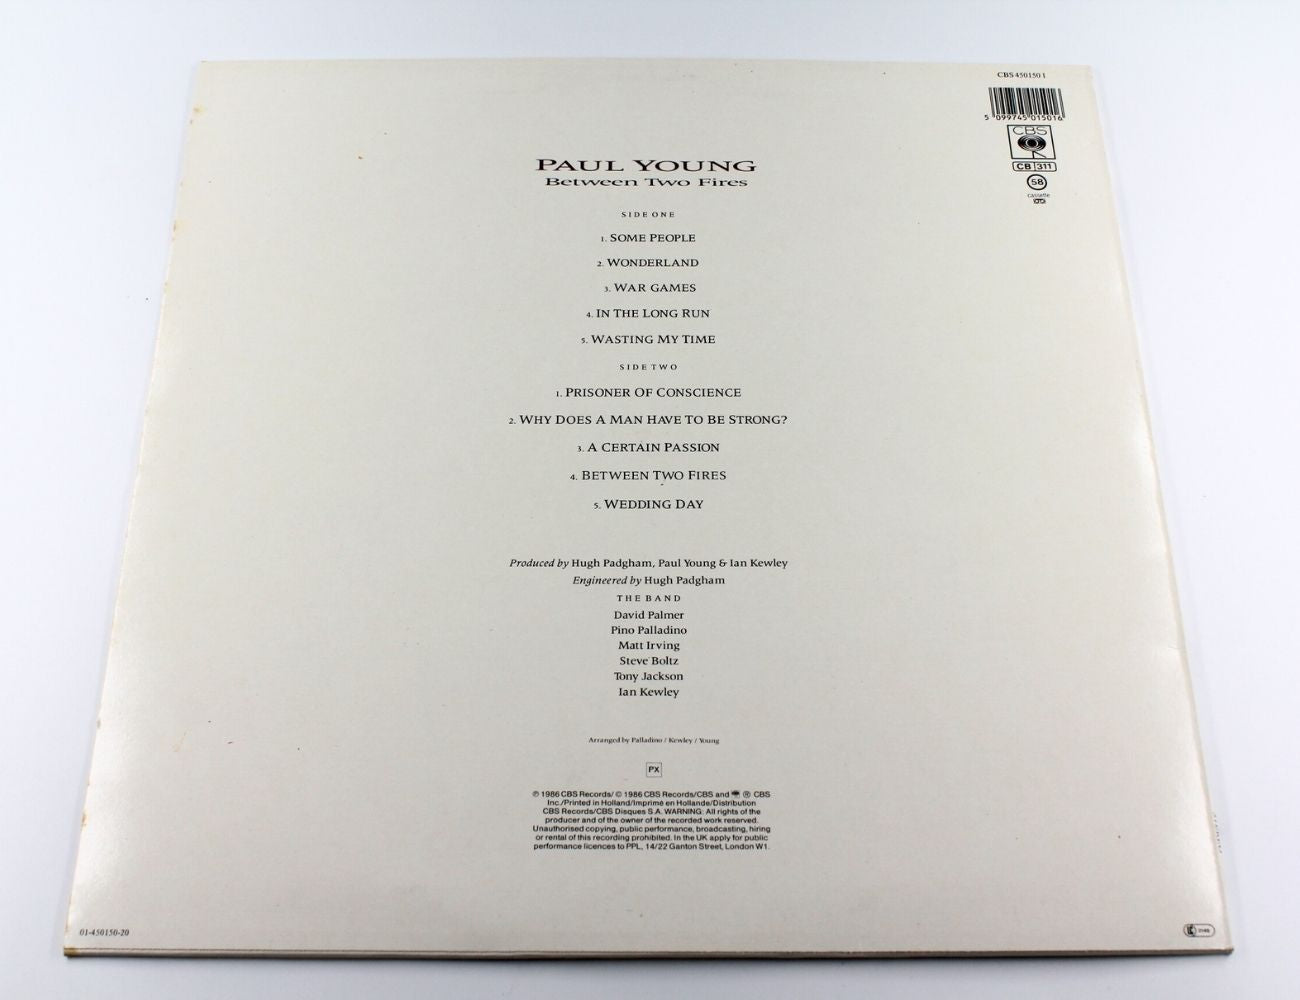 CBS 450150 1
5 099745 015016
CBS
CB 311
58
cassette
PAUL YOUNG
Between Two Fires
SIDE ONE
1. SOME PEOPLE
2. WONDERLAND
3. WAR GAMES
4. IN THE LONG RUN
5. WASTING MY TIME
SIDE TWO
1. PRISONER OF CONSCIENCE
2. WHY DOES A MAN HAVE TO BE STRONG?
3. A CERTAIN PASSION
4. BETWEEN TWO FIRES
5. WEDDING DAY
Produced by Hugh Padgham, Paul Young & Ian Kewley
Engineered by Hugh Padgham
THE BAND
David Palmer
Pino Palladino
Matt Irving
Steve Boltz
Tony Jackson
Ian Kewley
Arranged by Palladino / Kewley / Young
PX
℗ 1986 CBS Records/ © 1986 CBS Records/CBS and ® CBS
Inc./Printed in Holland/Imprimé en Hollande/Distribution
CBS Records/CBS Disques S.A. WARNING: All rights of the
producer and of the owner of the recorded work reserved.
Unauthorised copying, public performance, broadcasting, hiring
or rental of this recording prohibited. In the UK apply for public
performance licences to PPL, 14/22 Ganton Street, London W1.
01-450150-20